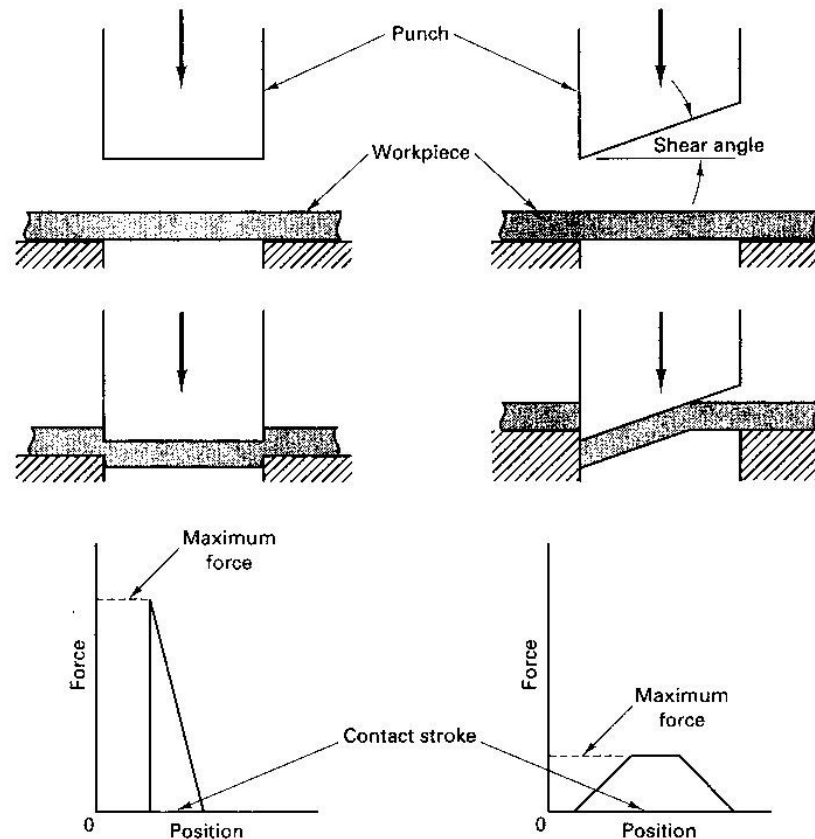 Punch
Shear angle
Workpiece
Maximum
force
Force
0
Position
Contact stroke
Maximum
force
Force
0
Position